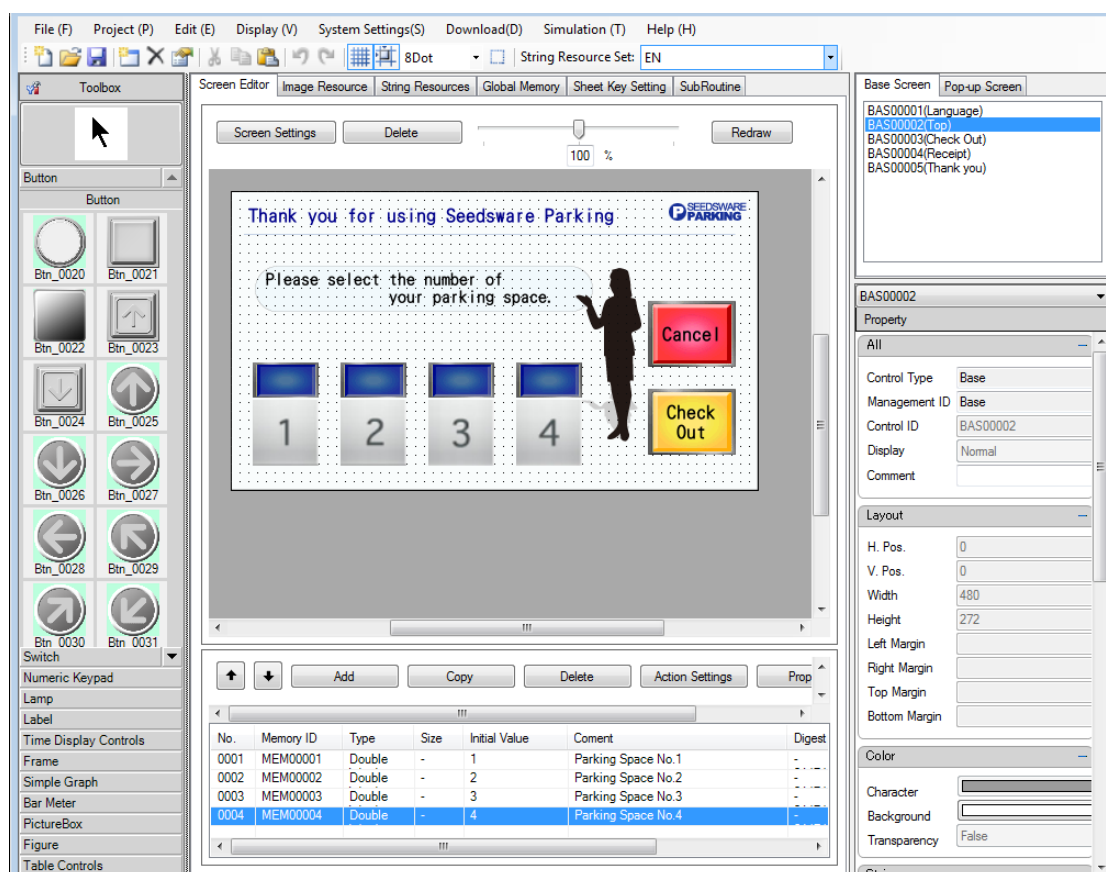 File (F) Project (P) Edit (E) Display (V) System Settings(S) Download(D) Simulation (T) Help (H)
8Dot String Resource Set: EN
Toolbox
Button
Button
Btn_0020 Btn_0021
Btn_0022 Btn_0023
Btn_0024 Btn_0025
Btn_0026 Btn_0027
Btn_0028 Btn_0029
Btn_0030 Btn_0031
Switch
Numeric Keypad
Lamp
Label
Time Display Controls
Frame
Simple Graph
Bar Meter
PictureBox
Figure
Table Controls
Screen Editor Image Resource String Resources Global Memory Sheet Key Setting SubRoutine
Screen Settings Delete Redraw
100 %
Thank you for using Seedsware Parking
SEEDSWARE
PARKING
Please select the number of
your parking space.
Cancel
Check
Out
1 2 3 4
Add Copy Delete Action Settings Prop
No. Memory ID Type Size Initial Value Coment Digest
0001 MEM00001 Double - 1 Parking Space No.1 -
0002 MEM00002 Double - 2 Parking Space No.2 -
0003 MEM00003 Double - 3 Parking Space No.3 -
0004 MEM00004 Double - 4 Parking Space No.4 -
Base Screen Pop-up Screen
BAS00001(Language)
BAS00002(Top)
BAS00003(Check Out)
BAS00004(Receipt)
BAS00005(Thank you)
BAS00002
Property
All
Control Type Base
Management ID Base
Control ID BAS00002
Display Normal
Comment
Layout
H. Pos. 0
V. Pos. 0
Width 480
Height 272
Left Margin
Right Margin
Top Margin
Bottom Margin
Color
Character
Background
Transparency False